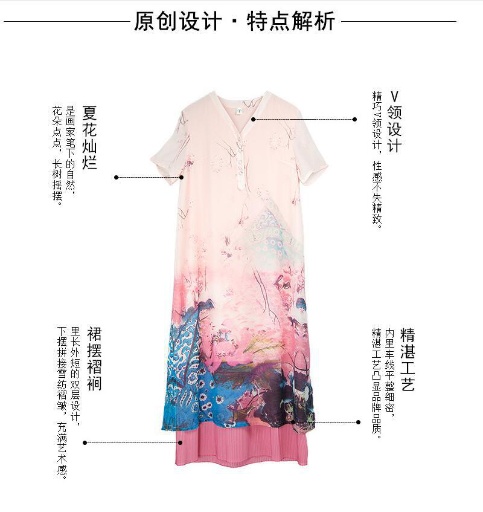 原创设计·特点解析
夏花灿烂
是画家笔下的自然，
花朵点点，长树摇摆。
V领设计
精巧V领设计，性感不失精致。
裙摆褶裥
里长外短的双层设计，
下摆拼接雪纺褶皱，充满艺术感。
精湛工艺
内里车线平整细密，
精湛工艺凸显品牌品质。